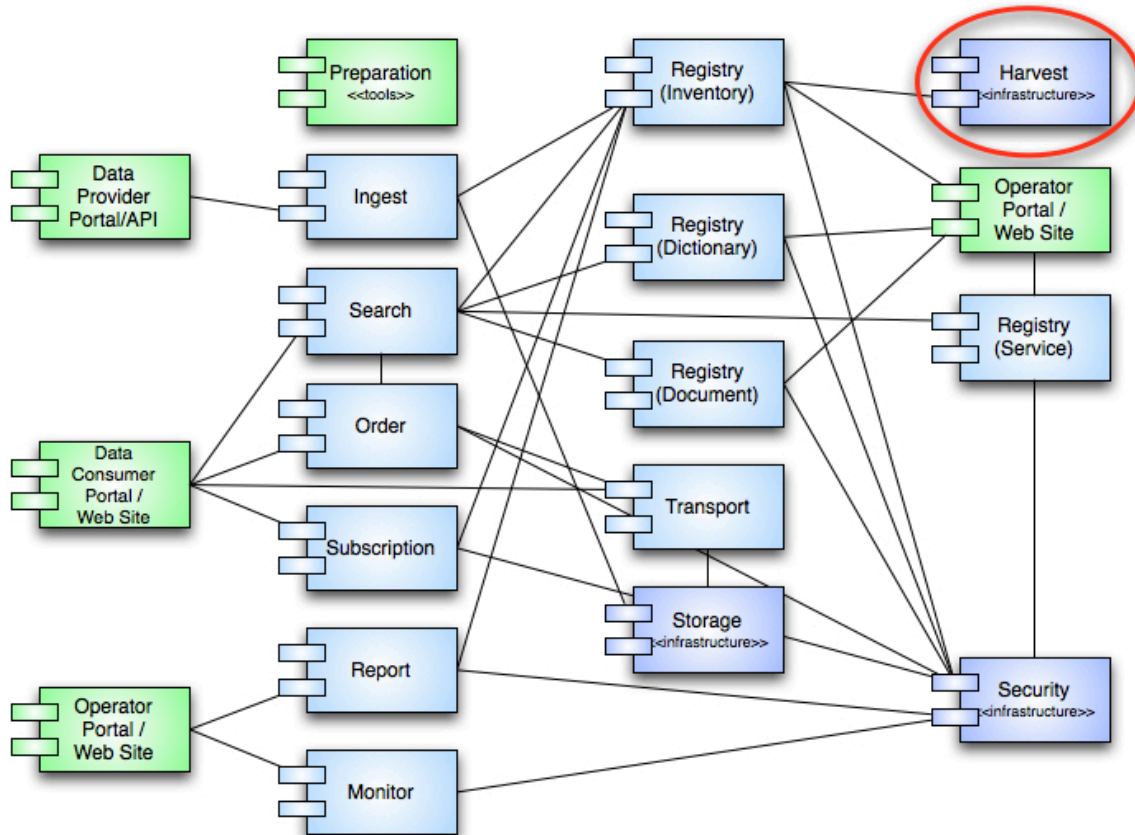 Preparation
<<tools>>
Registry
(Inventory)
Harvest
<<infrastructure>>
Data
Provider
Portal/API
Ingest
Registry
(Dictionary)
Operator
Portal /
Web Site
Search
Registry
(Document)
Registry
(Service)
Data
Consumer
Portal /
Web Site
Order
Transport
Subscription
Storage
<<infrastructure>>
Operator
Portal /
Web Site
Report
Security
<<infrastructure>>
Monitor